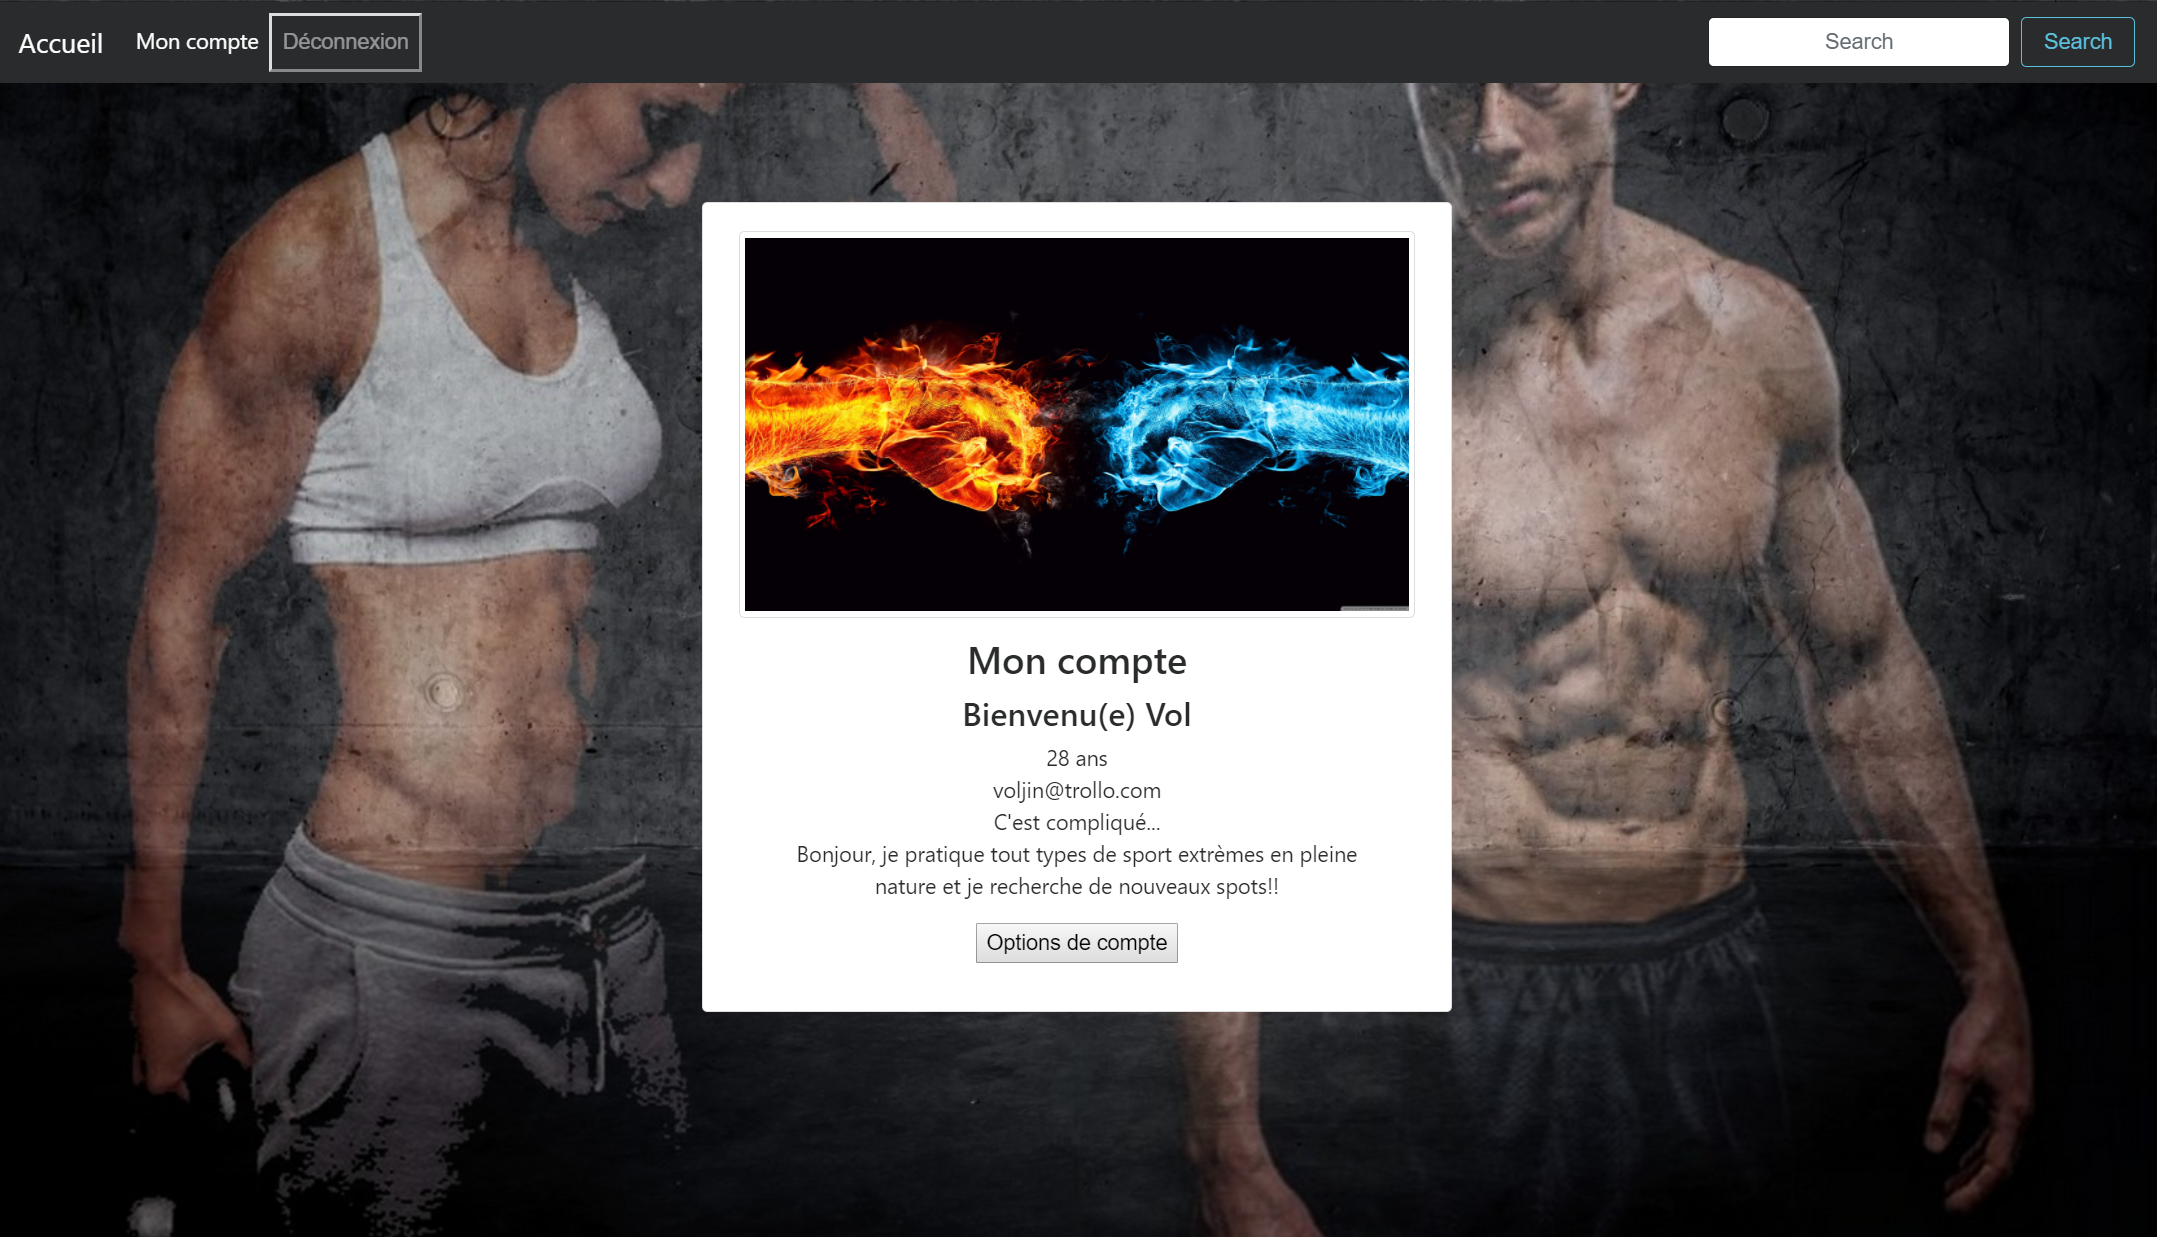 Accueil Mon compte Déconnexion Search Search
Mon compte
Bienvenu(e) Vol
28 ans
voljin@trollo.com
C'est compliqué...
Bonjour, je pratique tout types de sport extrèmes en pleine
nature et je recherche de nouveaux spots!!
Options de compte